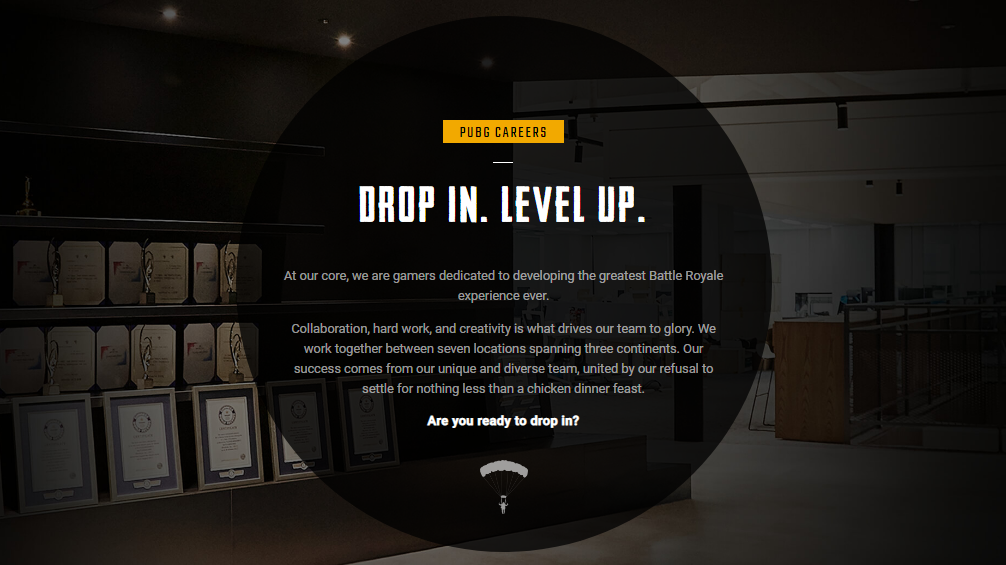 PUBG CAREERS
DROP IN. LEVEL UP.
At our core, we are gamers dedicated to developing the greatest Battle Royale
experience ever.
Collaboration, hard work, and creativity is what drives our team to glory. We
work together between seven locations spanning three continents. Our
success comes from our unique and diverse team, united by our refusal to
settle for nothing less than a chicken dinner feast.
Are you ready to drop in?